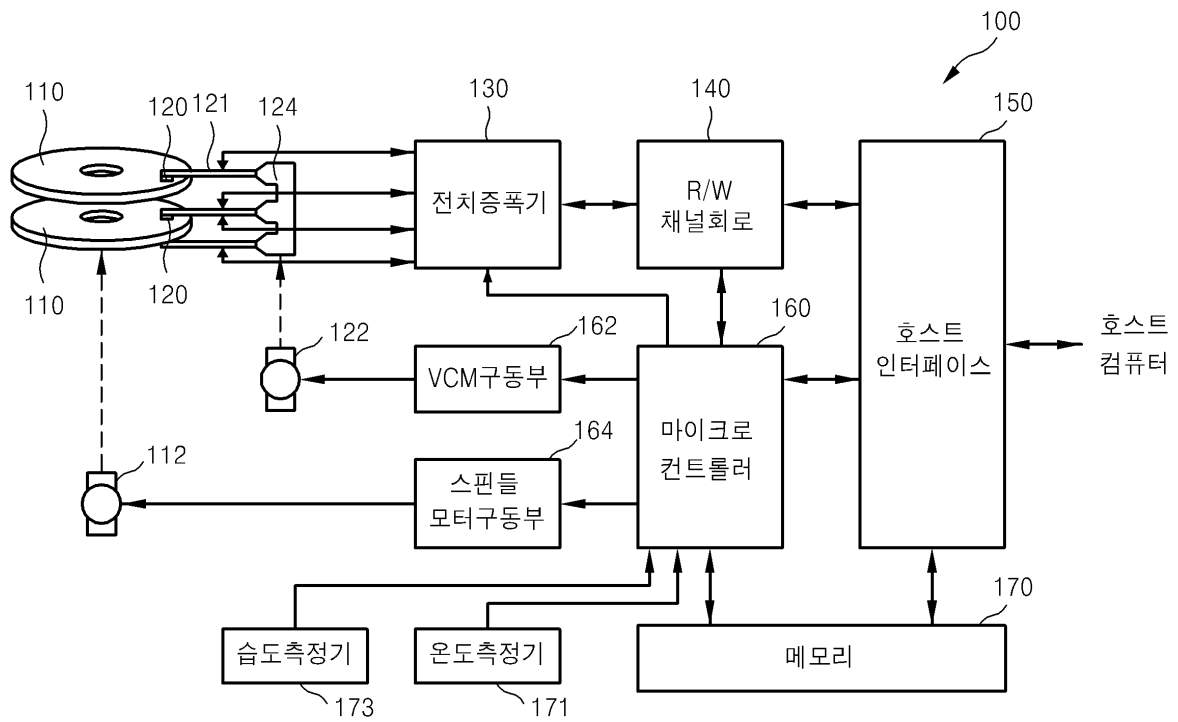 100
110
120
121
124
130
140
150
전치증폭기
R/W
채널회로
110
120
122
162
160
VCM구동부
호스트
인터페이스
호스트
컴퓨터
112
164
마이크로
컨트롤러
스핀들
모터구동부
170
습도측정기
온도측정기
메모리
173
171